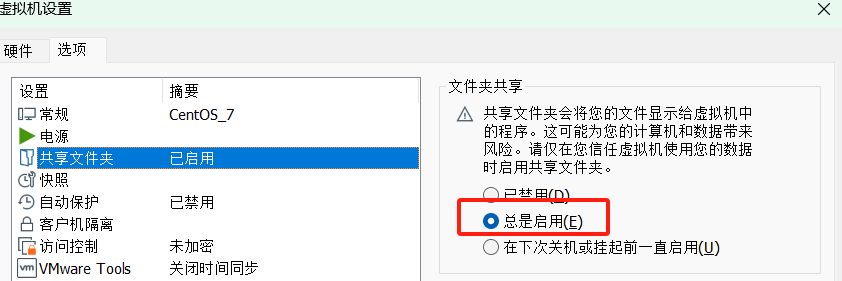 虚拟机设置
硬件 选项
设置 摘要
常规 CentOS_7
电源
共享文件夹 已启用
快照
自动保护 已禁用
客户机隔离
访问控制 未加密
VMware Tools 关闭时间同步
文件夹共享
共享文件夹会将您的文件显示给虚拟机中
的程序。这可能为您的计算机和数据带来
风险。请仅在您信任虚拟机使用您的数据
时启用共享文件夹。
已禁用(D)
总是启用(E)
在下次关机或挂起前一直启用(U)